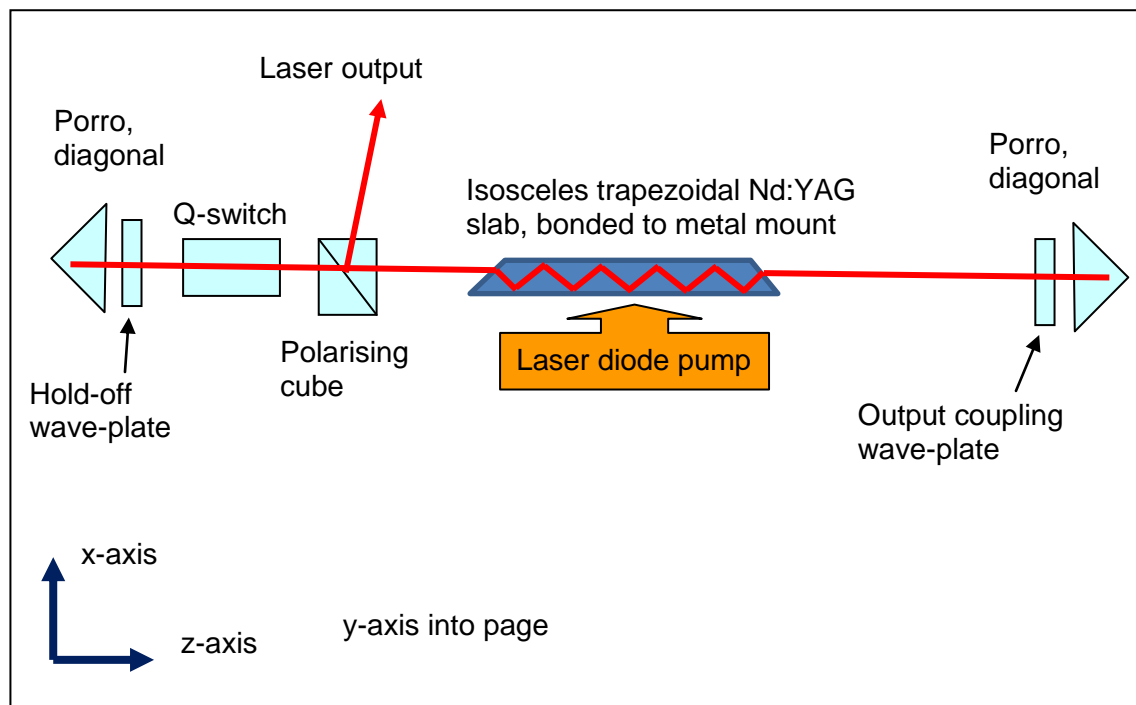 Laser output
Porro,
diagonal
Q-switch
Isosceles trapezoidal Nd:YAG
slab, bonded to metal mount
Porro,
diagonal
Polarising
cube
Laser diode pump
Hold-off
wave-plate
Output coupling
wave-plate
x-axis
z-axis
y-axis into page